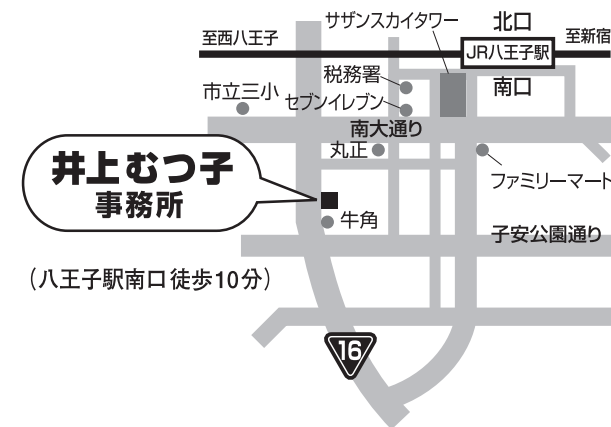 サザンスカイタワー
北口
至西八王子
至新宿
JR八王子駅
税務署
南口
市立三小
セブンイレブン
南大通り
丸正
ファミリーマート
井上むつ子
事務所
牛角
子安公園通り
（八王子駅南口徒歩10分）
16